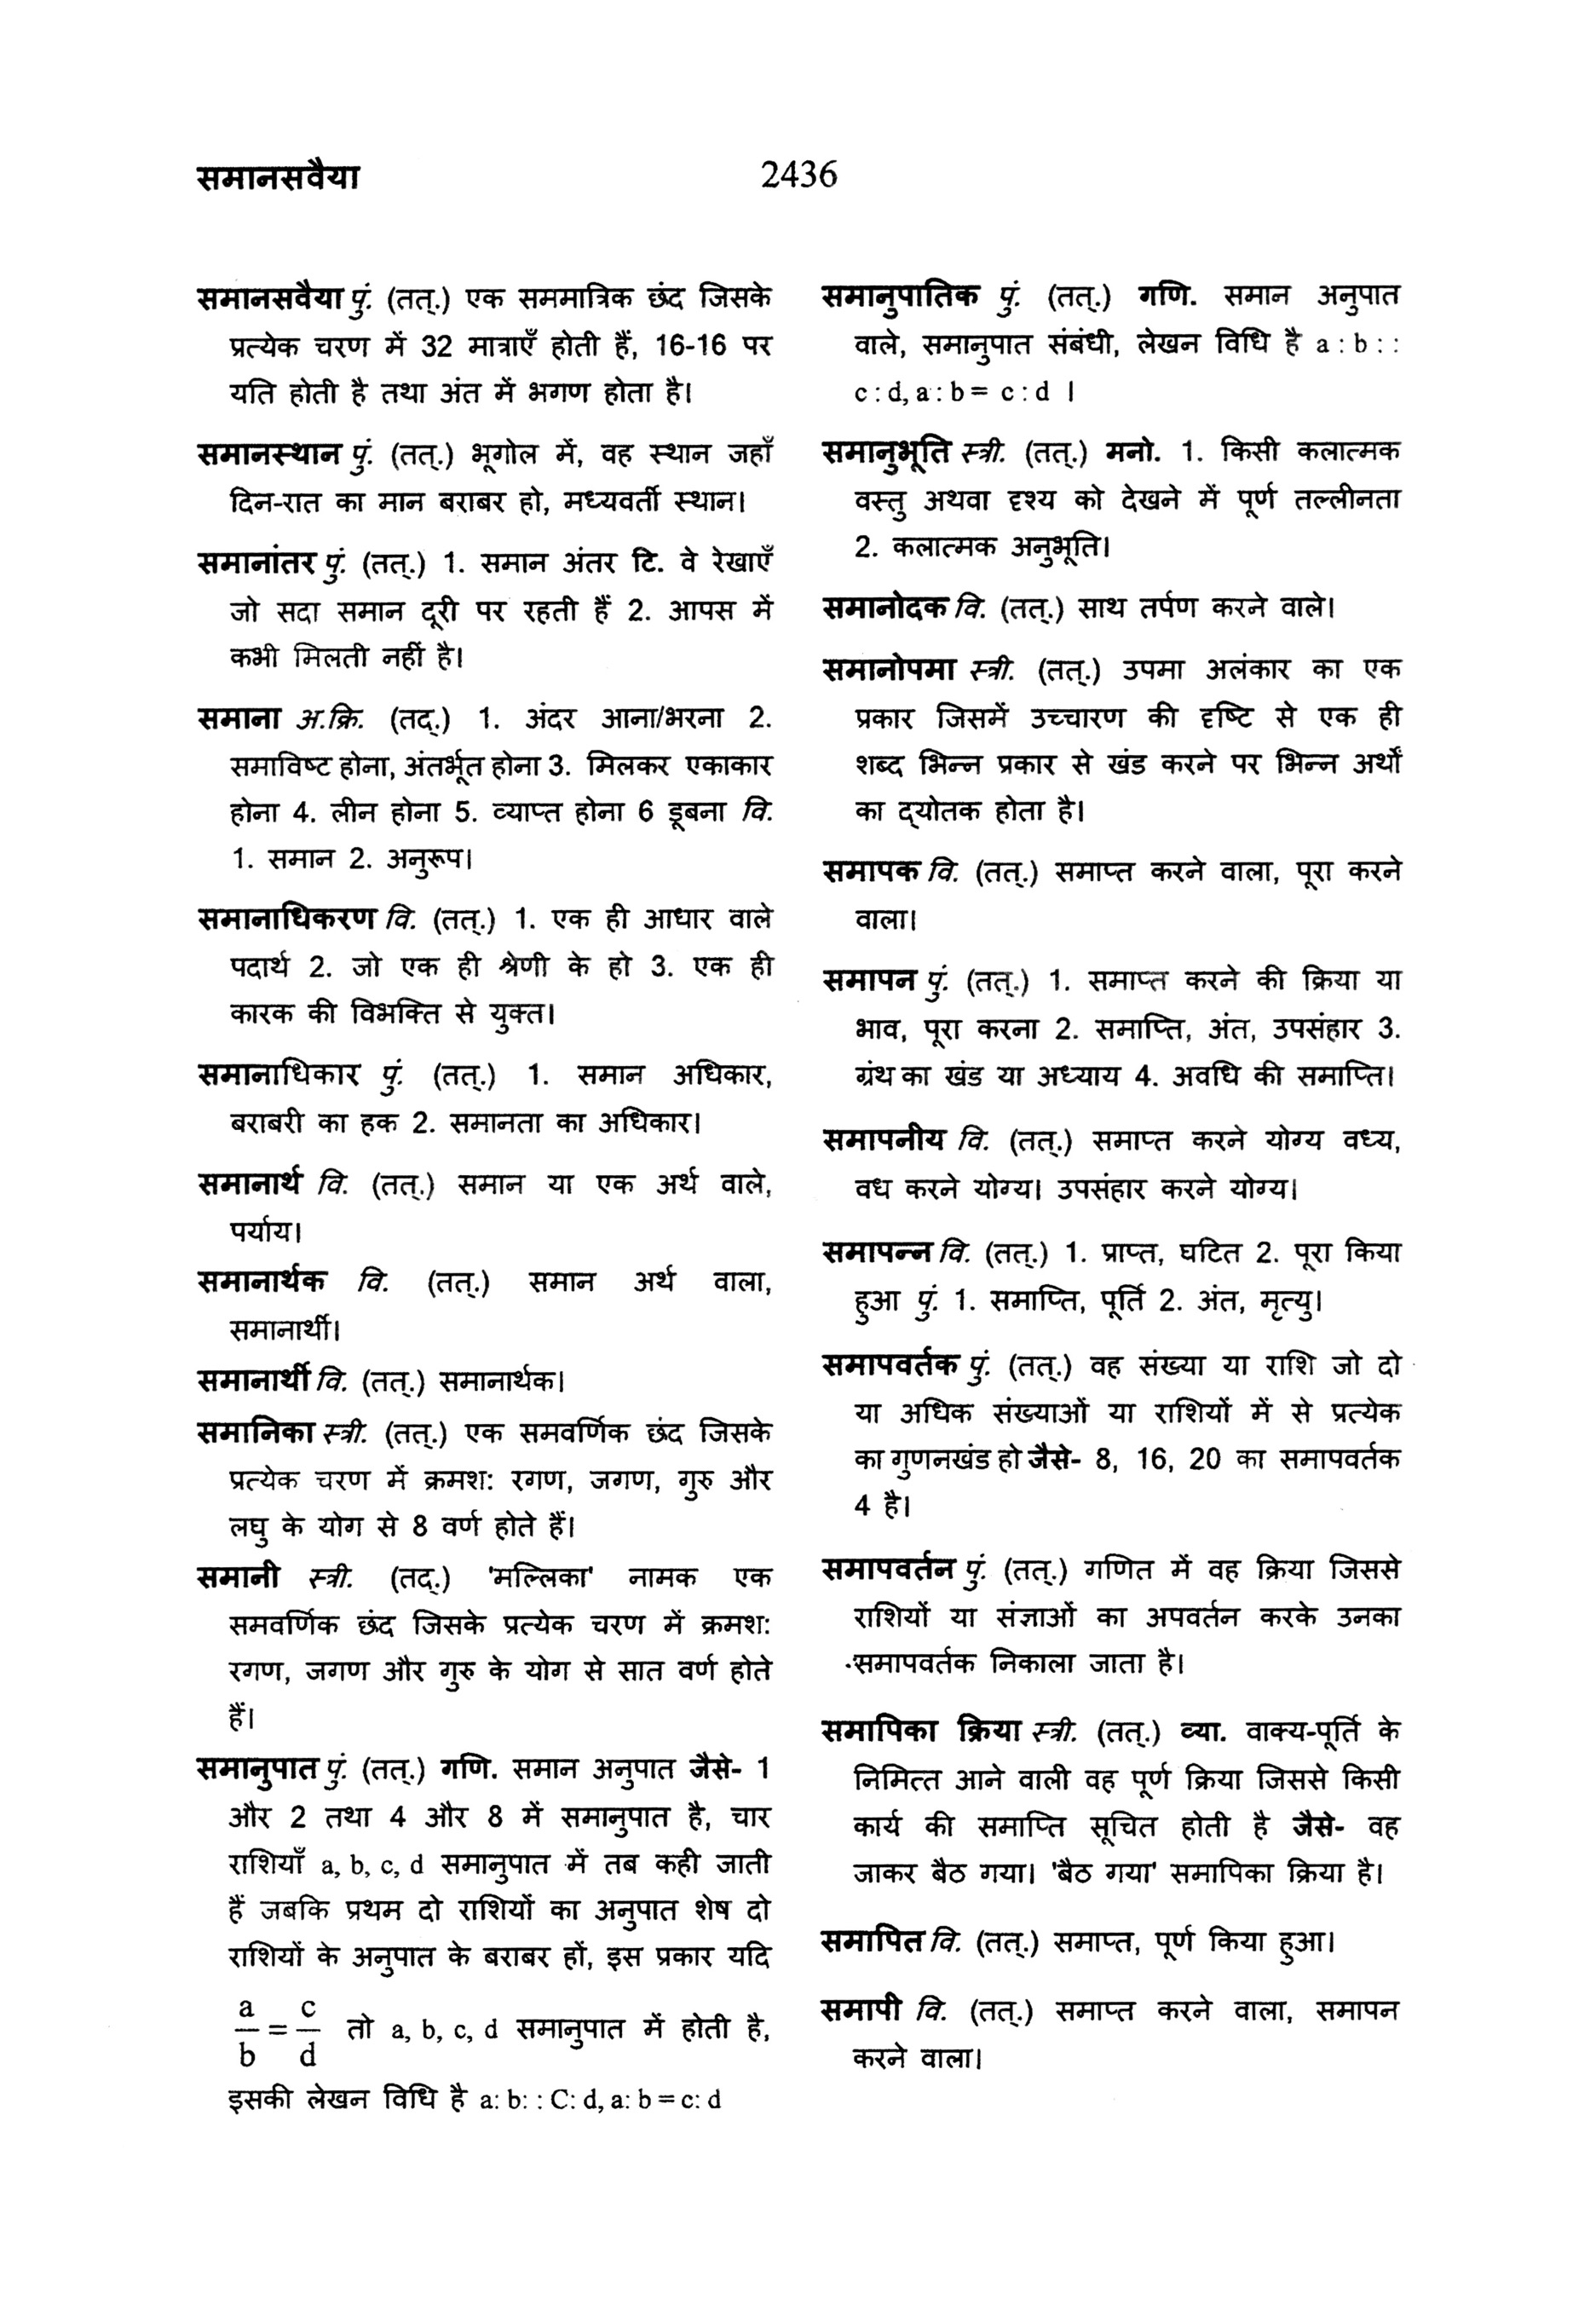 समानसवैया
2436
समानसवैया पुं. (तत्.) एक सममात्रिक छंद जिसके
प्रत्येक चरण में 32 मात्राएँ होती हैं, 16-16 पर
यति होती है तथा अंत में भगण होता है।
समानस्थान पुं. (तत्.) भूगोल में, वह स्थान जहाँ
दिन-रात का मान बराबर हो, मध्यवर्ती स्थान।
समानांतर पुं. (तत्.) 1. समान अंतर टि. वे रेखाएँ
जो सदा समान दूरी पर रहती हैं 2. आपस में
कभी मिलती नहीं है।
समाना अ.क्रि. (तद्.) 1. अंदर आना/भरना 2.
समाविष्ट होना, अंतर्भूत होना 3. मिलकर एकाकार
होना 4. लीन होना 5. व्याप्त होना 6 डूबना वि.
1. समान 2. अनुरूप।
समानाधिकरण वि. (तत्.) 1. एक ही आधार वाले
पदार्थ 2. जो एक ही श्रेणी के हो 3. एक ही
कारक की विभक्ति से युक्त।
समानाधिकार पुं. (तत्.) 1. समान अधिकार,
बराबरी का हक 2. समानता का अधिकार।
समानार्थ वि. (तत्.) समान या एक अर्थ वाले,
पर्याय।
समानार्थक वि. (तत्.) समान अर्थ वाला,
समानार्थी।
समानार्थी वि. (तत्.) समानार्थक।
समानिका स्त्री. (तत्.) एक समवर्णिक छंद जिसके
प्रत्येक चरण में क्रमश: रगण, जगण, गुरु और
लघु के योग से 8 वर्ण होते हैं।
समानी स्त्री. (तद्.) 'मल्लिका' नामक एक
समवर्णिक छंद जिसके प्रत्येक चरण में क्रमश:
रगण, जगण और गुरु के योग से सात वर्ण होते
हैं।
समानुपात पुं. (तत्.) गणि. समान अनुपात जैसे- 1
और 2 तथा 4 और 8 में समानुपात है, चार
राशियाँ a, b, c, d समानुपात में तब कही जाती
हैं जबकि प्रथम दो राशियों का अनुपात शेष दो
राशियों के अनुपात के बराबर हों, इस प्रकार यदि
a/b = c/d तो a, b, c, d समानुपात में होती है,
इसकी लेखन विधि है a: b: : C: d, a: b = c: d
समानुपातिक पुं. (तत्.) गणि. समान अनुपात
वाले, समानुपात संबंधी, लेखन विधि है a : b : :
c : d, a : b = c : d ।
समानुभूति स्त्री. (तत्.) मनो. 1. किसी कलात्मक
वस्तु अथवा दृश्य को देखने में पूर्ण तल्लीनता
2. कलात्मक अनुभूति।
समानोदक वि. (तत्.) साथ तर्पण करने वाले।
समानोपमा स्त्री. (तत्.) उपमा अलंकार का एक
प्रकार जिसमें उच्चारण की दृष्टि से एक ही
शब्द भिन्न प्रकार से खंड करने पर भिन्न अर्थों
का द्योतक होता है।
समापक वि. (तत्.) समाप्त करने वाला, पूरा करने
वाला।
समापन पुं. (तत्.) 1. समाप्त करने की क्रिया या
भाव, पूरा करना 2. समाप्ति, अंत, उपसंहार 3.
ग्रंथ का खंड या अध्याय 4. अवधि की समाप्ति।
समापनीय वि. (तत्.) समाप्त करने योग्य वध्य,
वध करने योग्य। उपसंहार करने योग्य।
समापन्न वि. (तत्.) 1. प्राप्त, घटित 2. पूरा किया
हुआ पुं. 1. समाप्ति, पूर्ति 2. अंत, मृत्यु।
समापवर्तक पुं. (तत्.) वह संख्या या राशि जो दो
या अधिक संख्याओं या राशियों में से प्रत्येक
का गुणनखंड हो जैसे- 8, 16, 20 का समापवर्तक
4 है।
समापवर्तन पुं. (तत्.) गणित में वह क्रिया जिससे
राशियों या संज्ञाओं का अपवर्तन करके उनका
समापवर्तक निकाला जाता है।
समापिका क्रिया स्त्री. (तत्.) व्या. वाक्य-पूर्ति के
निमित्त आने वाली वह पूर्ण क्रिया जिससे किसी
कार्य की समाप्ति सूचित होती है जैसे- वह
जाकर बैठ गया। 'बैठ गया' समापिका क्रिया है।
समापित वि. (तत्.) समाप्त, पूर्ण किया हुआ।
समापी वि. (तत्.) समाप्त करने वाला, समापन
करने वाला।